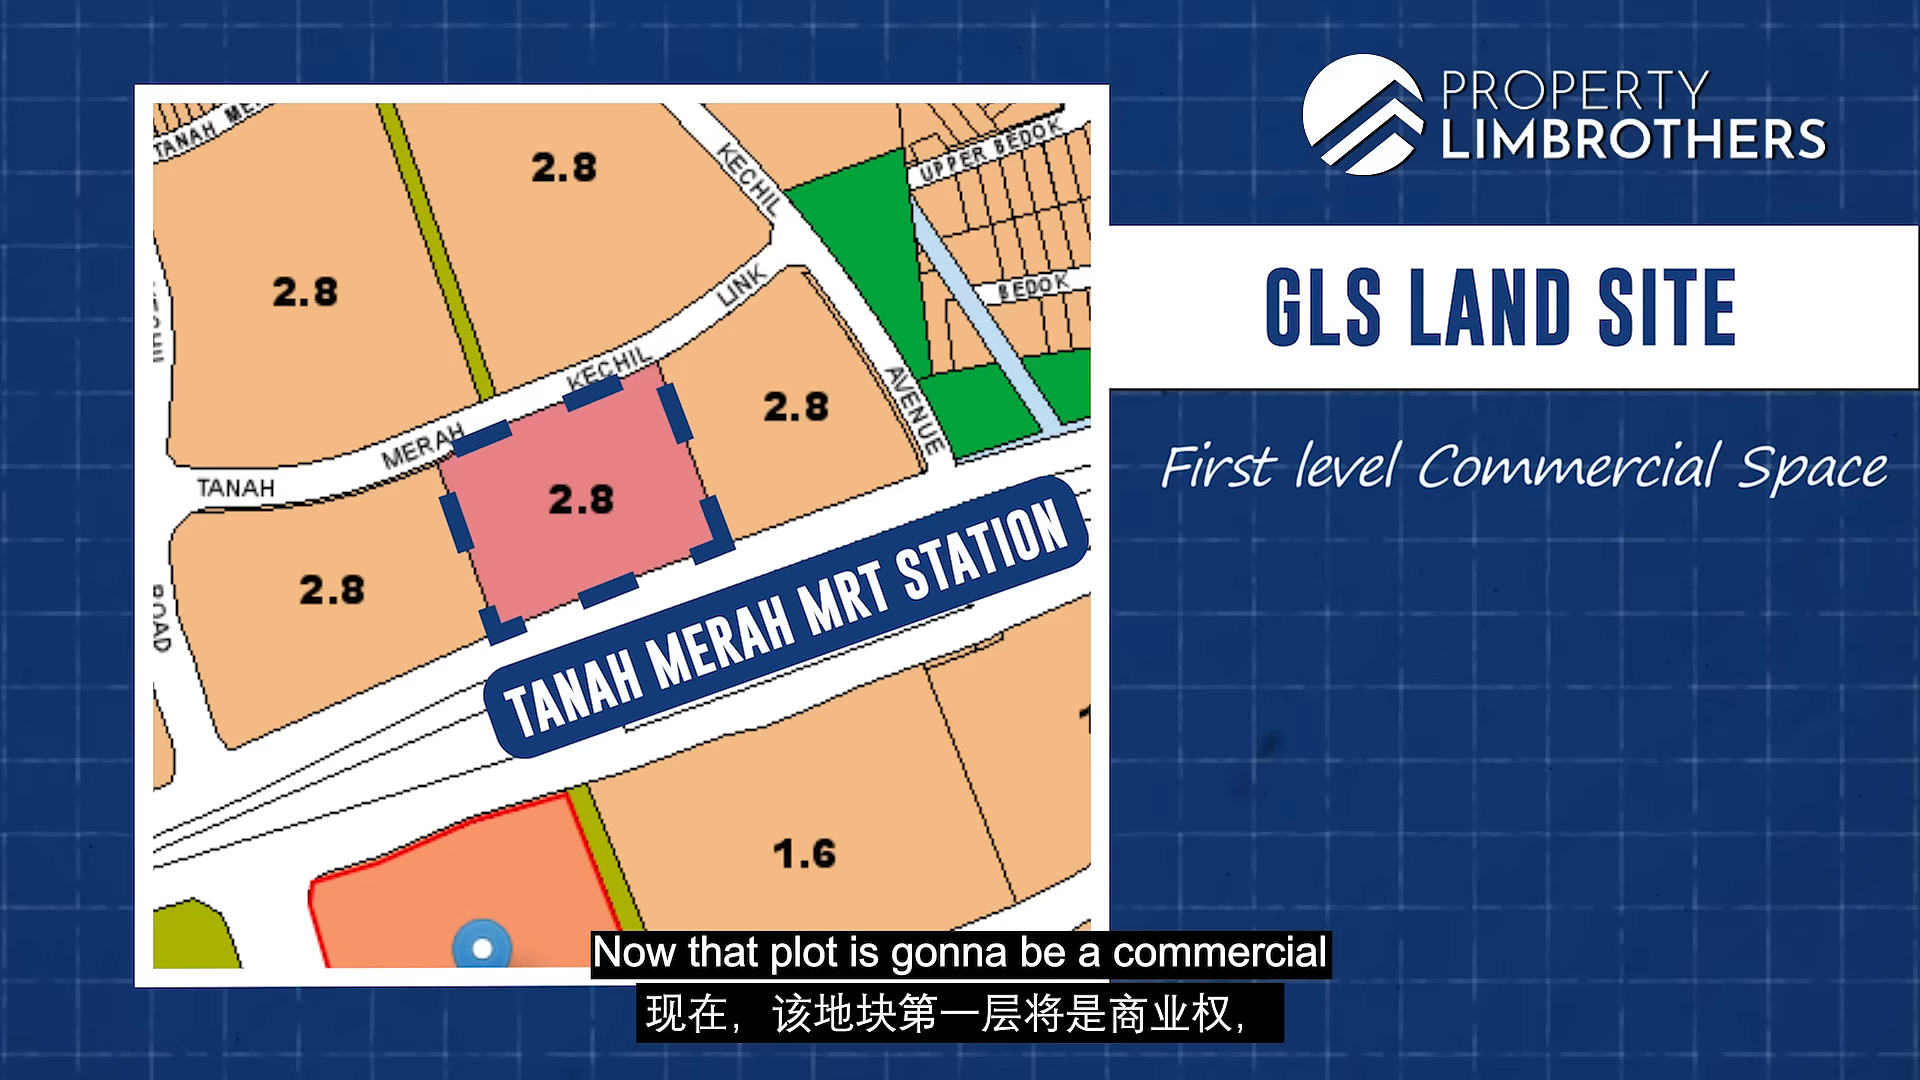 PROPERTY
LIMBROTHERS
GLS LAND SITE
First level Commercial Space
TANAH
KECHIL
UPPER BEDOK
2.8
2.8
LINK
BEDOK
KECHIL
AVENUE
2.8
MERAH
TANAH
2.8
2.8
ROAD
TANAH MERAH MRT STATION
1.6
Now that plot is gonna be a commercial
现在，该地块第一层将是商业权，